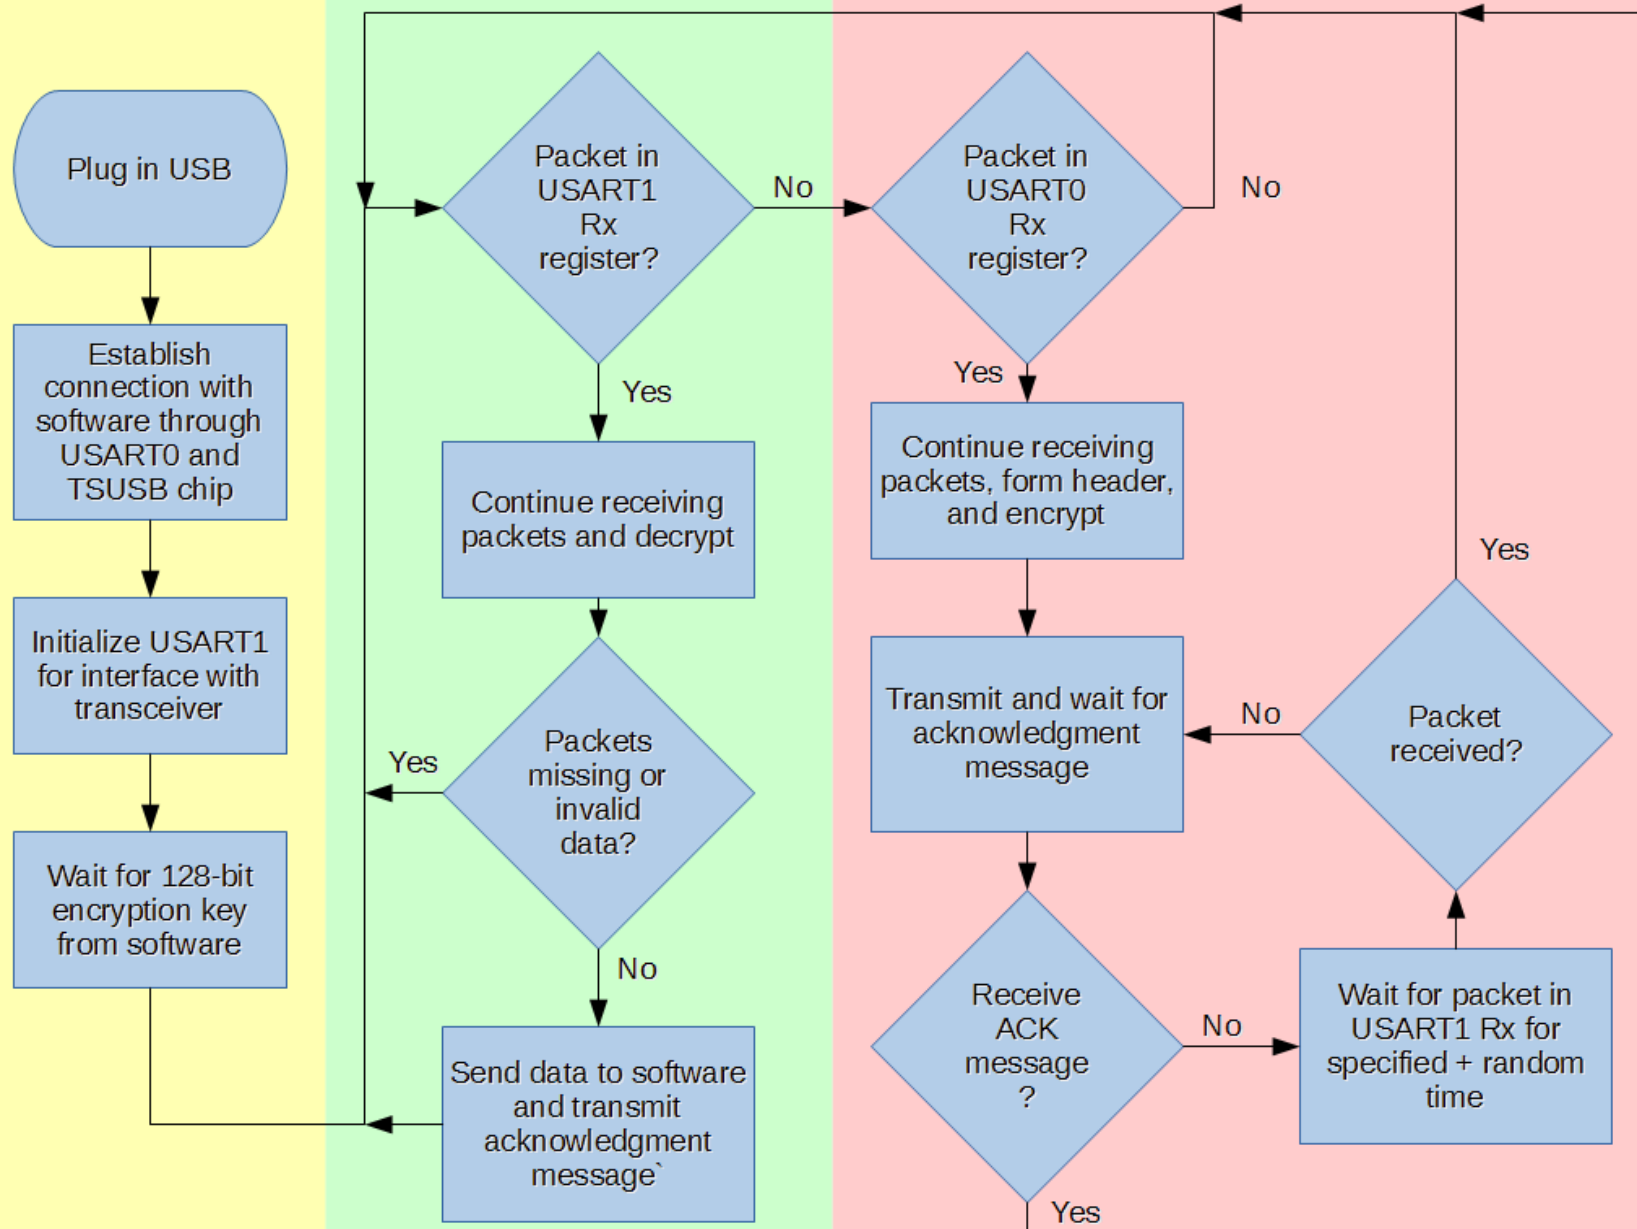 Plug in USB
Establish
connection with
software through
USART0 and
TSUSB chip
Initialize USART1
for interface with
transceiver
Wait for 128-bit
encryption key
from software
Packet in
USART1
Rx
register?
No
Yes
Continue receiving
packets and decrypt
Packets
missing or
invalid
data?
Yes
No
Send data to software
and transmit
acknowledgment
message`
Packet in
USART0
Rx
register?
No
Yes
Continue receiving
packets, form header,
and encrypt
Transmit and wait for
acknowledgment
message
Receive
ACK
message
?
No
Yes
Wait for packet in
USART1 Rx for
specified + random
time
Packet
received?
No
Yes